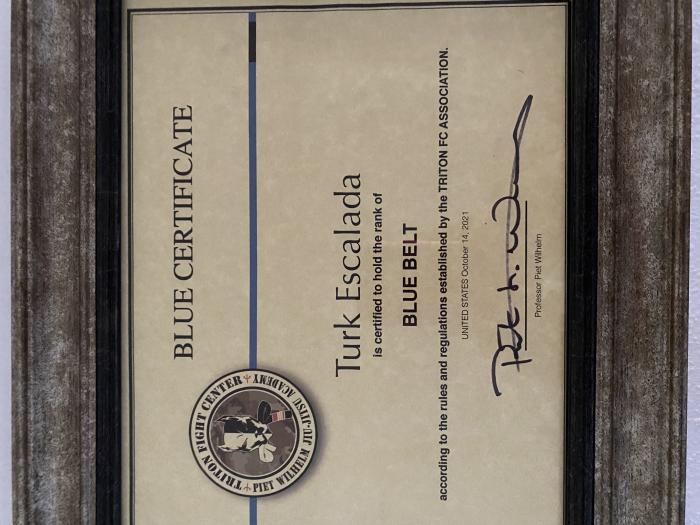 BLUE CERTIFICATE
TRITON FIGHT CENTER
PIET WILHELM JIU-JITSU ACADEMY
Turk Escalada
is certified to hold the rank of
BLUE BELT
according to the rules and regulations established by the TRITON FC ASSOCIATION.
UNITED STATES October 14, 2021
Professor Piet Wilhelm